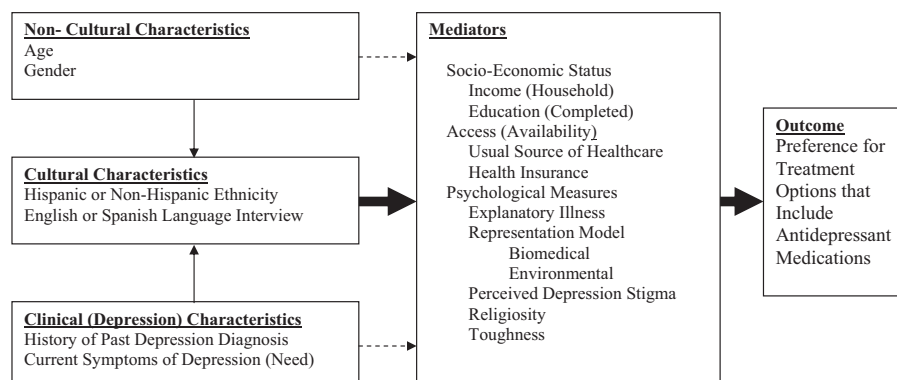 Non- Cultural Characteristics
Age
Gender
Cultural Characteristics
Hispanic or Non-Hispanic Ethnicity
English or Spanish Language Interview
Clinical (Depression) Characteristics
History of Past Depression Diagnosis
Current Symptoms of Depression (Need)
Mediators
Socio-Economic Status
Income (Household)
Education (Completed)
Access (Availability)
Usual Source of Healthcare
Health Insurance
Psychological Measures
Explanatory Illness
Representation Model
Biomedical
Environmental
Perceived Depression Stigma
Religiosity
Toughness
Outcome
Preference for
Treatment
Options that
Include
Antidepressant
Medications